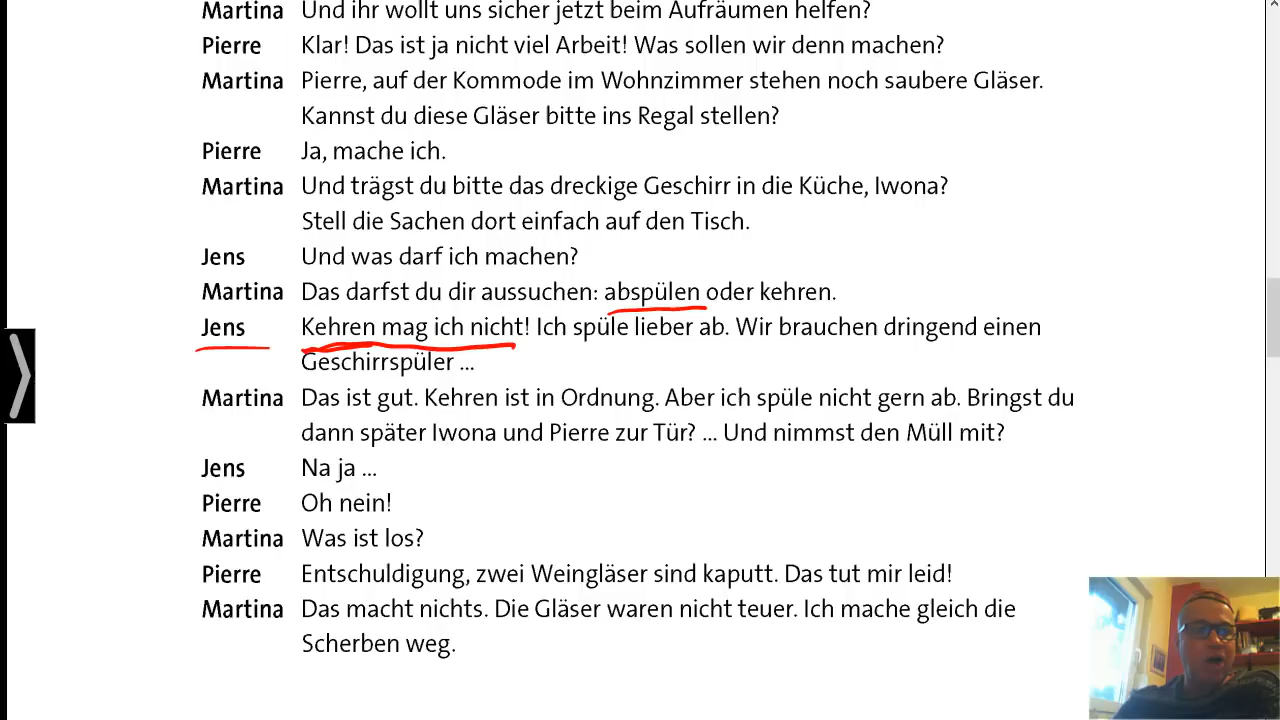 Martina Und ihr wollt uns sicher jetzt beim Aufräumen helfen?
Pierre Klar! Das ist ja nicht viel Arbeit! Was sollen wir denn machen?
Martina Pierre, auf der Kommode im Wohnzimmer stehen noch saubere Gläser.
Kannst du diese Gläser bitte ins Regal stellen?
Pierre Ja, mache ich.
Martina Und trägst du bitte das dreckige Geschirr in die Küche, Iwona?
Stell die Sachen dort einfach auf den Tisch.
Jens Und was darf ich machen?
Martina Das darfst du dir aussuchen: abspülen oder kehren.
Jens Kehren mag ich nicht! Ich spüle lieber ab. Wir brauchen dringend einen
Geschirrspüler ...
Martina Das ist gut. Kehren ist in Ordnung. Aber ich spüle nicht gern ab. Bringst du
dann später Iwona und Pierre zur Tür? ... Und nimmst den Müll mit?
Jens Na ja ...
Pierre Oh nein!
Martina Was ist los?
Pierre Entschuldigung, zwei Weingläser sind kaputt. Das tut mir leid!
Martina Das macht nichts. Die Gläser waren nicht teuer. Ich mache gleich die
Scherben weg.